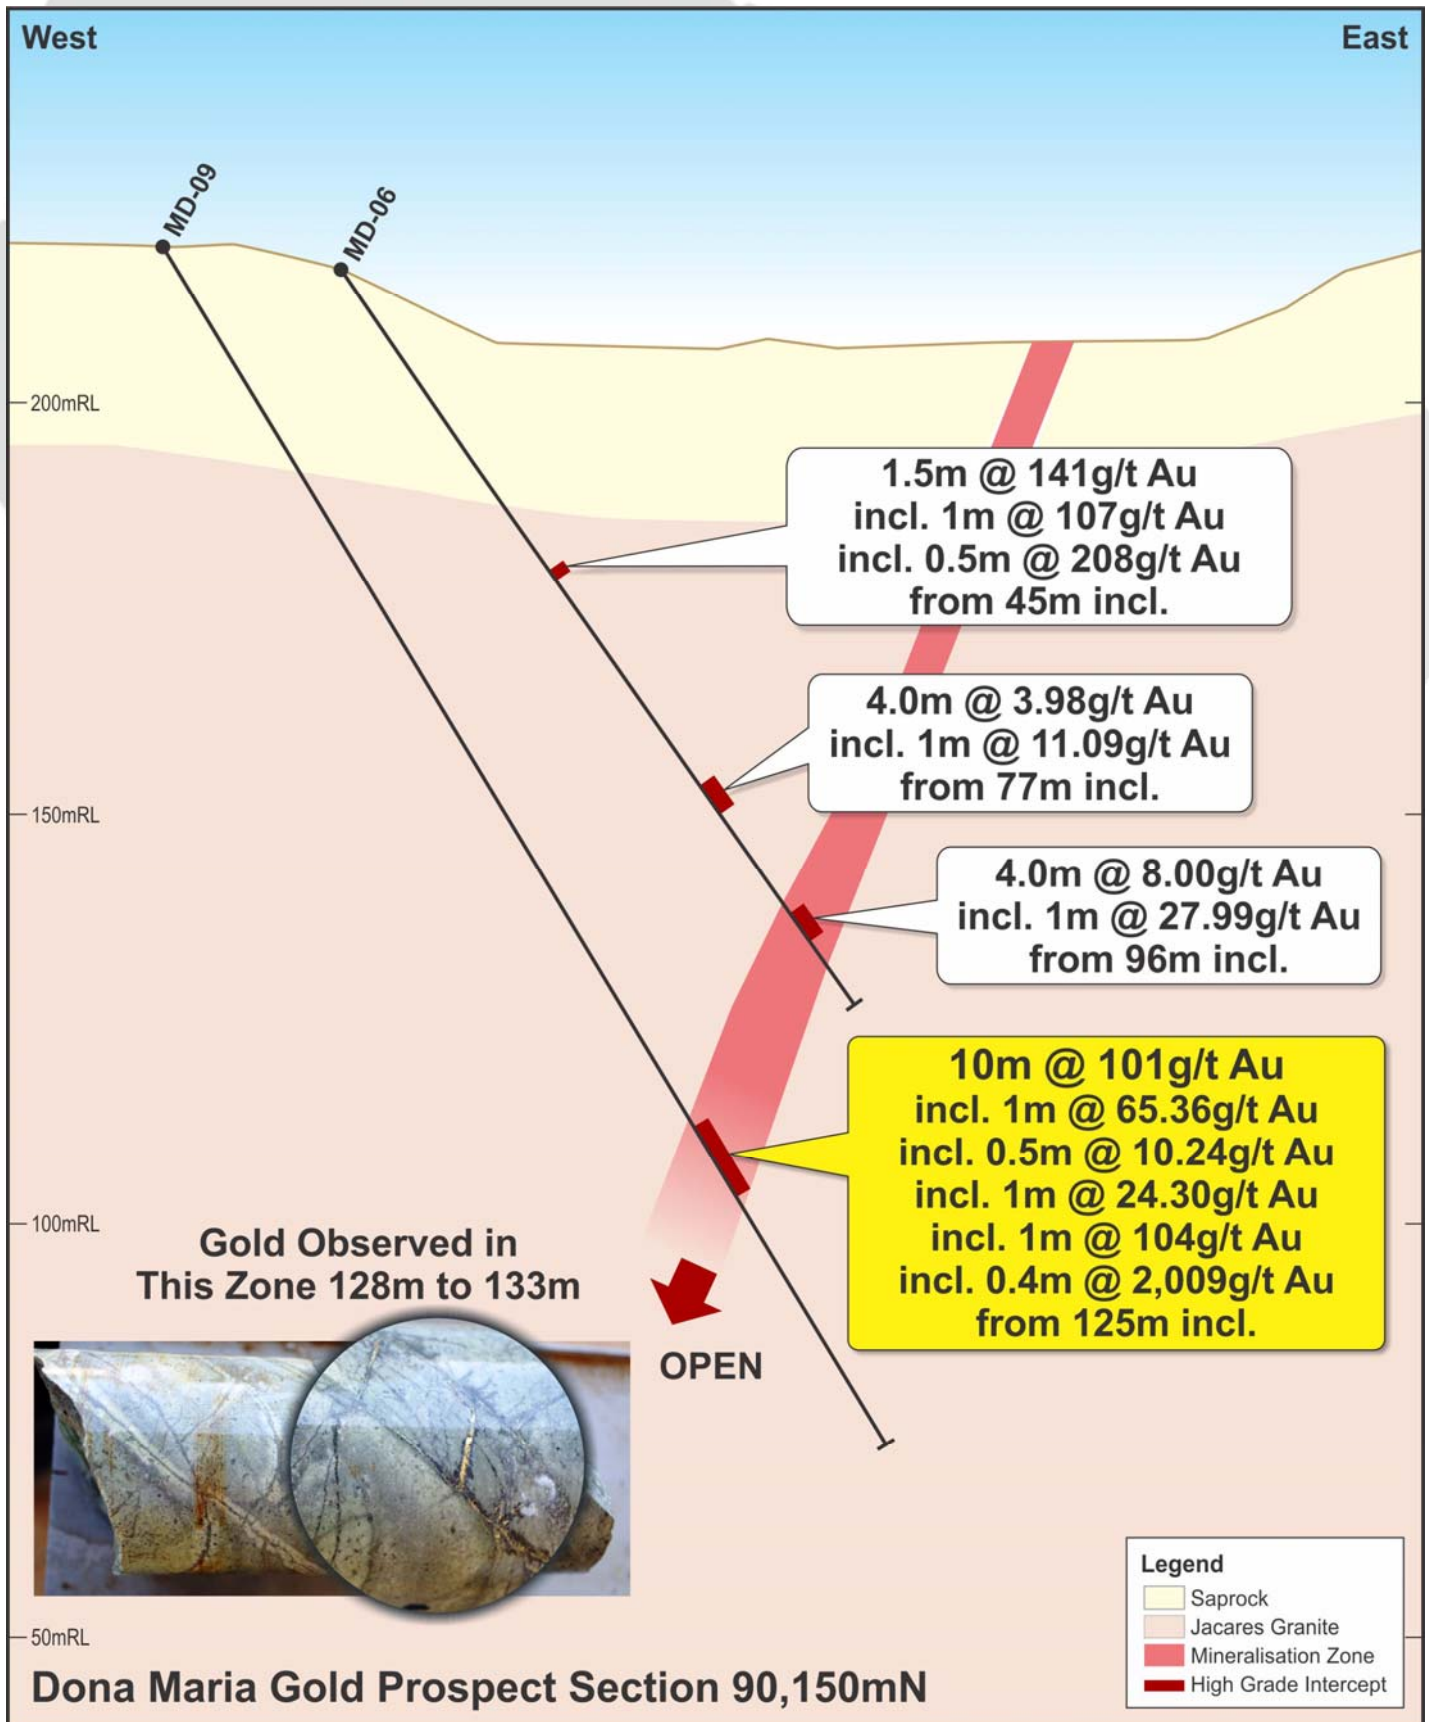 West
East
MD-09
MD-06
200mRL
1.5m @ 141g/t Au
incl. 1m @ 107g/t Au
incl. 0.5m @ 208g/t Au
from 45m incl.
4.0m @ 3.98g/t Au
incl. 1m @ 11.09g/t Au
from 77m incl.
150mRL
4.0m @ 8.00g/t Au
incl. 1m @ 27.99g/t Au
from 96m incl.
10m @ 101g/t Au
incl. 1m @ 65.36g/t Au
incl. 0.5m @ 10.24g/t Au
incl. 1m @ 24.30g/t Au
incl. 1m @ 104g/t Au
incl. 0.4m @ 2,009g/t Au
from 125m incl.
100mRL
Gold Observed in
This Zone 128m to 133m
OPEN
Legend
Saprock
Jacares Granite
Mineralisation Zone
High Grade Intercept
50mRL
Dona Maria Gold Prospect Section 90,150mN